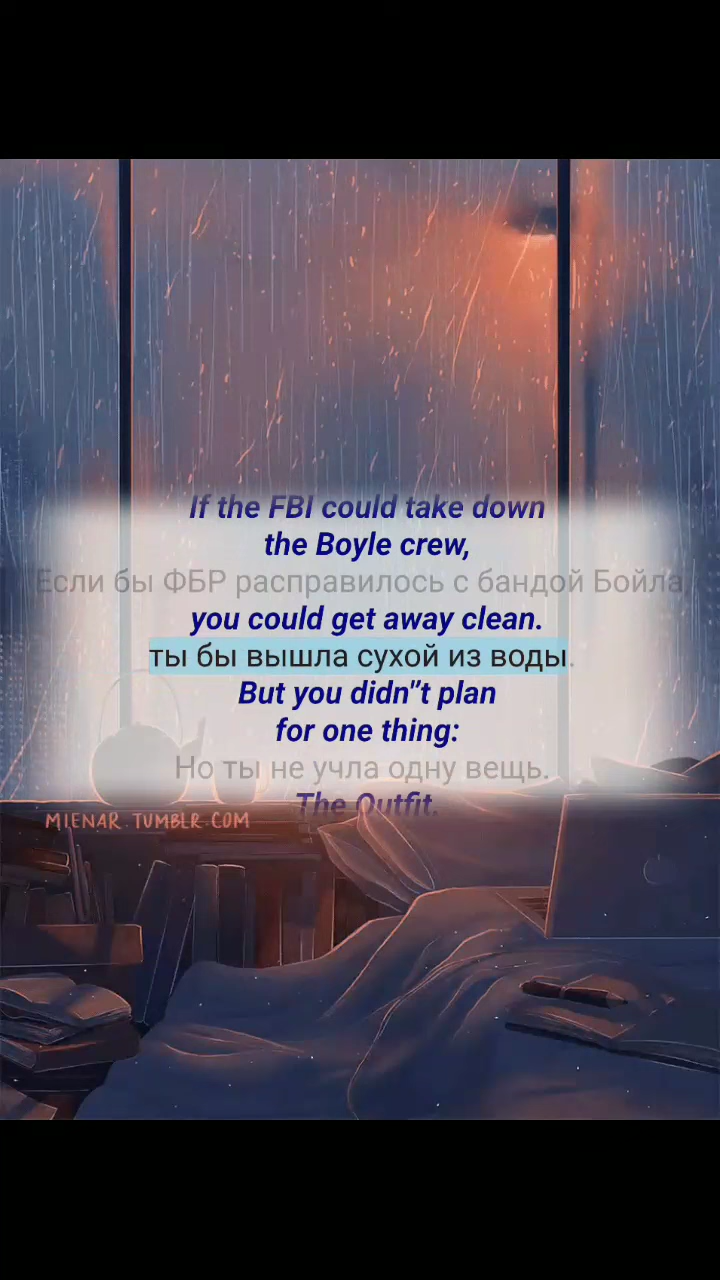 If the FBI could take down
the Boyle crew,
Если бы ФБР расправилось с бандой Бойла,
you could get away clean.
ты бы вышла сухой из воды.
But you didn"t plan
for one thing:
Но ты не учла одну вещь.
The Outfit.
MIENAR.TUMBLR.COM